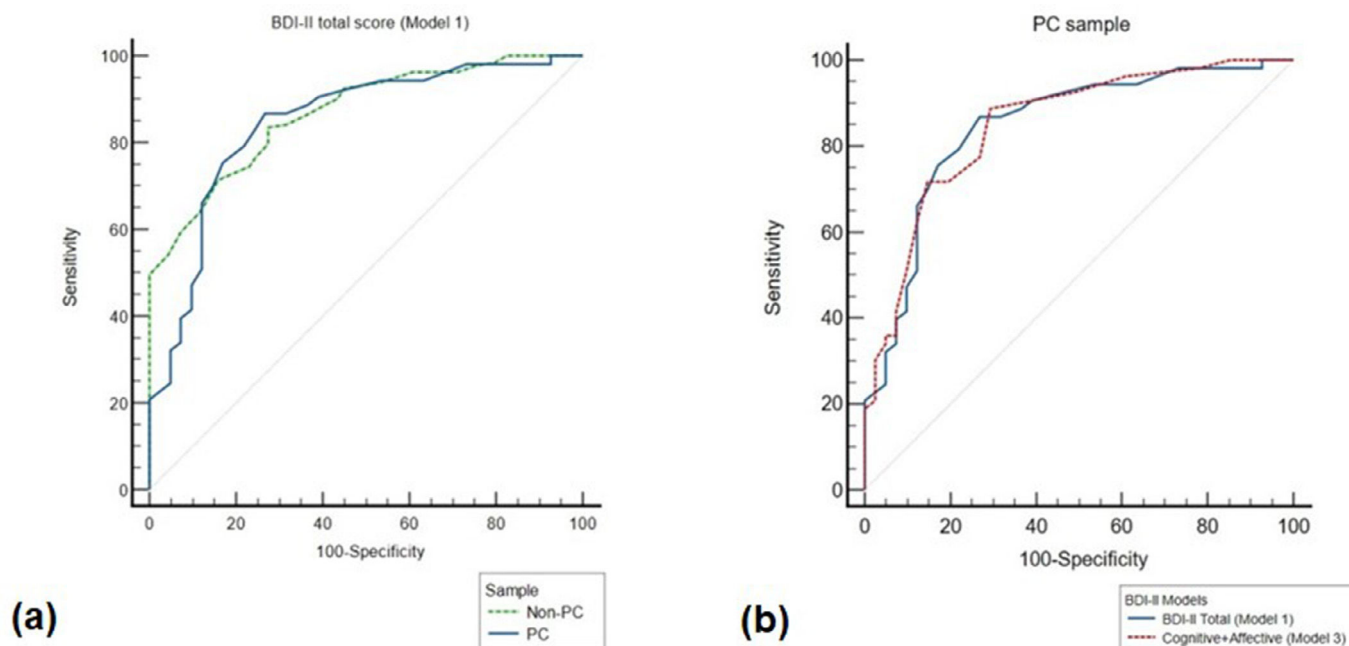 BDI-II total score (Model 1)
100
80
60
40
20
0
Sensitivity
0 20 40 60 80 100
100-Specificity
Sample
Non-PC
PC
(a)
PC sample
100
80
60
40
20
0
Sensitivity
0 20 40 60 80 100
100-Specificity
BDI-II Models
BDI-II Total (Model 1)
Cognitive+Affective (Model 3)
(b)